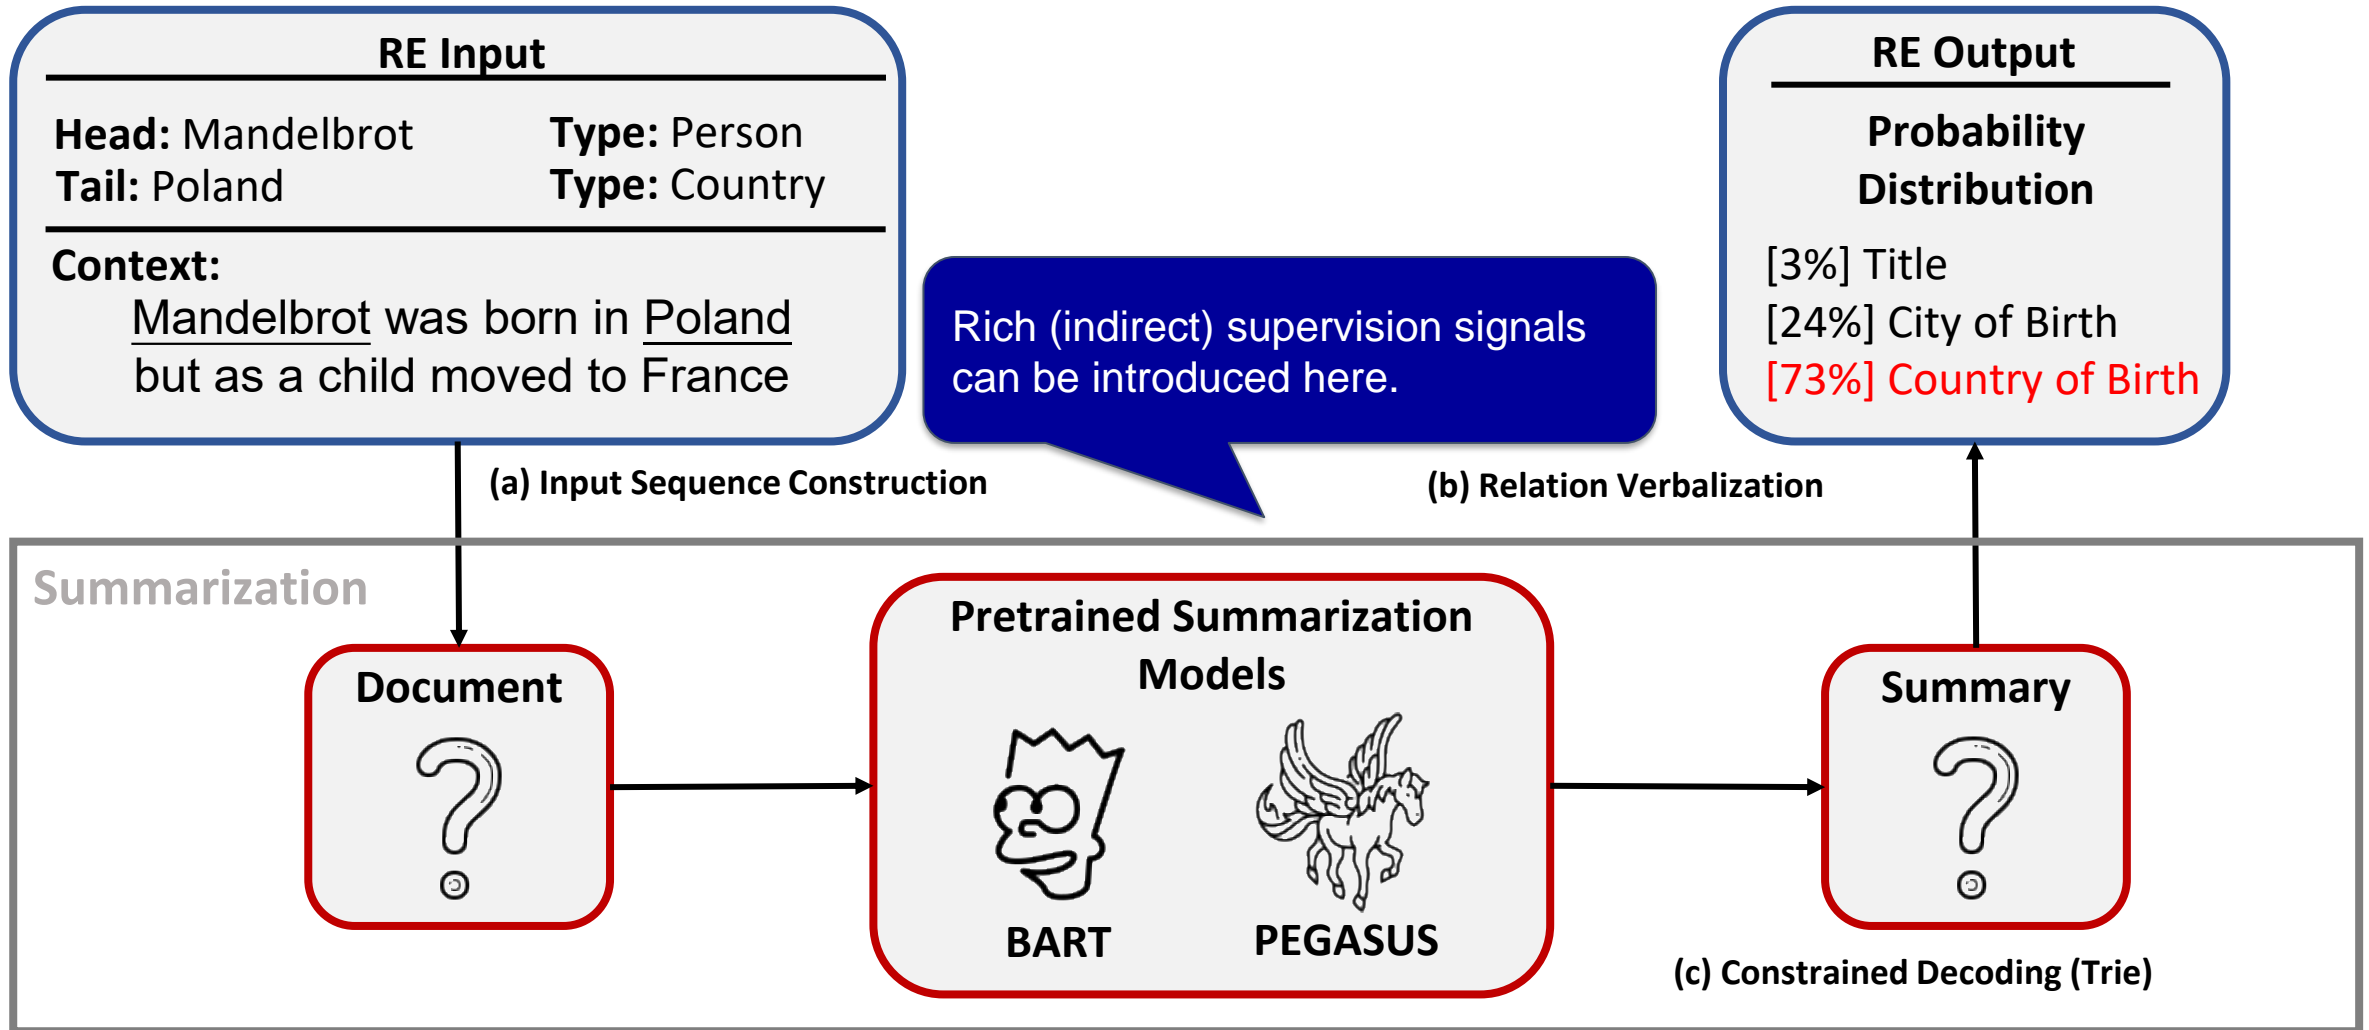 RE Input
Head: Mandelbrot Type: Person
Tail: Poland Type: Country
Context:
Mandelbrot was born in Poland
but as a child moved to France
RE Output
Probability
Distribution
[3%] Title
[24%] City of Birth
[73%] Country of Birth
Rich (indirect) supervision signals
can be introduced here.
(a) Input Sequence Construction
(b) Relation Verbalization
Summarization
Document
Pretrained Summarization
Models
BART
PEGASUS
Summary
(c) Constrained Decoding (Trie)